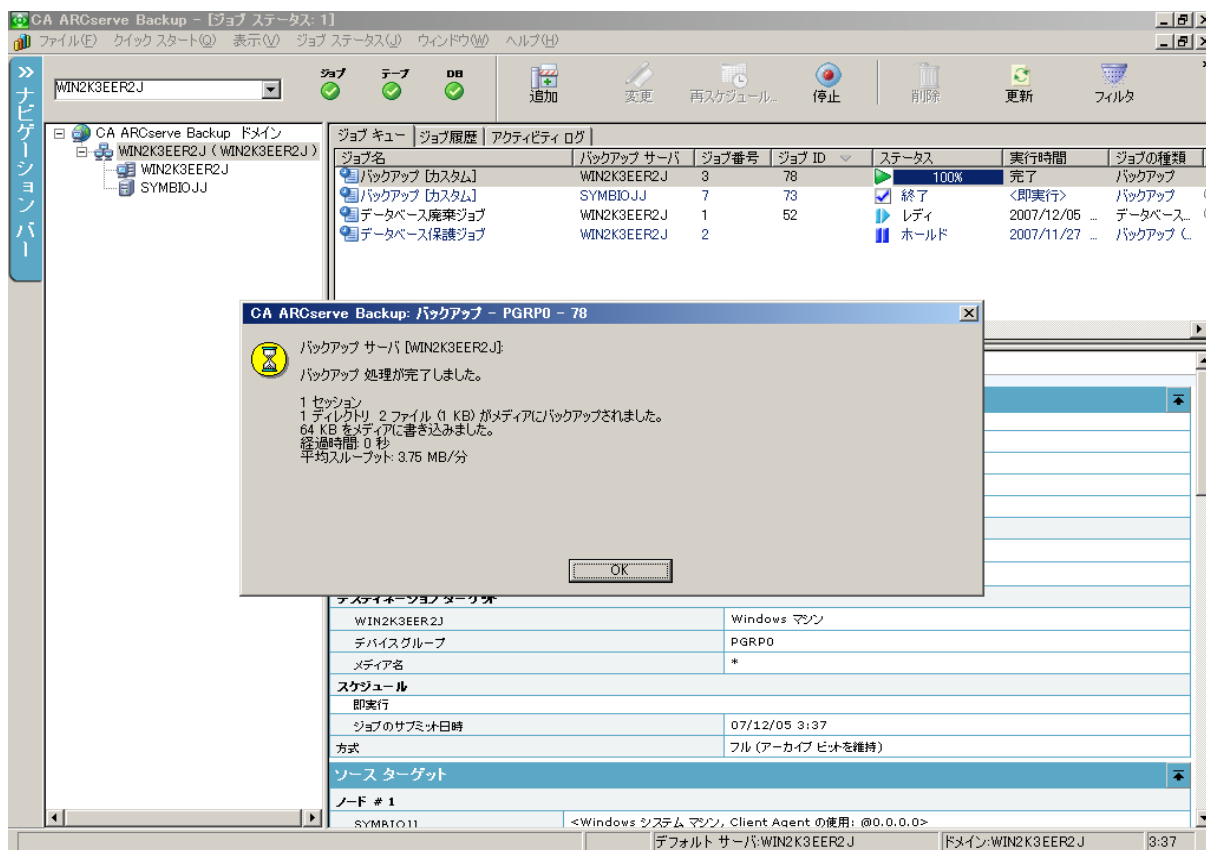 CA ARCserve Backup - [ジョブ ステータス: 1]
ファイル(F) クイック スタート(Q) 表示(V) ジョブ ステータス(J) ウィンドウ(W) ヘルプ(H)
ナビゲーション バー
WIN2K3EER2J
ジョブ テープ DB
追加 変更 再スケジュール... 停止 削除 更新 フィルタ
CA ARCserve Backup ドメイン
WIN2K3EER2J ( WIN2K3EER2J )
WIN2K3EER2J
SYMBIOJJ
ジョブ キュー ジョブ履歴 アクティビティ ログ
ジョブ名 バックアップ サーバ ジョブ番号 ジョブ ID ステータス 実行時間 ジョブの種類
バックアップ [カスタム] WIN2K3EER2J 3 78 100% 完了 バックアップ
バックアップ [カスタム] SYMBIOJJ 7 73 終了 <即実行> バックアップ
データベース廃棄ジョブ WIN2K3EER2J 1 52 レディ 2007/12/05 ... データベース...
データベース保護ジョブ WIN2K3EER2J 2 ホールド 2007/11/27 ... バックアップ (...
CA ARCserve Backup: バックアップ - PGRP0 - 78
バックアップ サーバ [WIN2K3EER2J]:
バックアップ 処理が完了しました。
1 セッション
1 ディレクトリ 2 ファイル (1 KB) がメディアにバックアップされました。
64 KB をメディアに書き込みました。
経過時間: 0 秒
平均スループット: 3.75 MB/分
OK
デスティネーション ターゲット
WIN2K3EER2J Windows マシン
デバイス グループ PGRP0
メディア名 *
スケジュール
即実行
ジョブのサブミット日時 07/12/05 3:37
方式 フル (アーカイブ ビットを維持)
ソース ターゲット
ノード # 1
SYMBIOJJ <Windows システム マシン, Client Agent の使用: @0.0.0.0>
デフォルト サーバ:WIN2K3EER2J ドメイン:WIN2K3EER2J 3:37